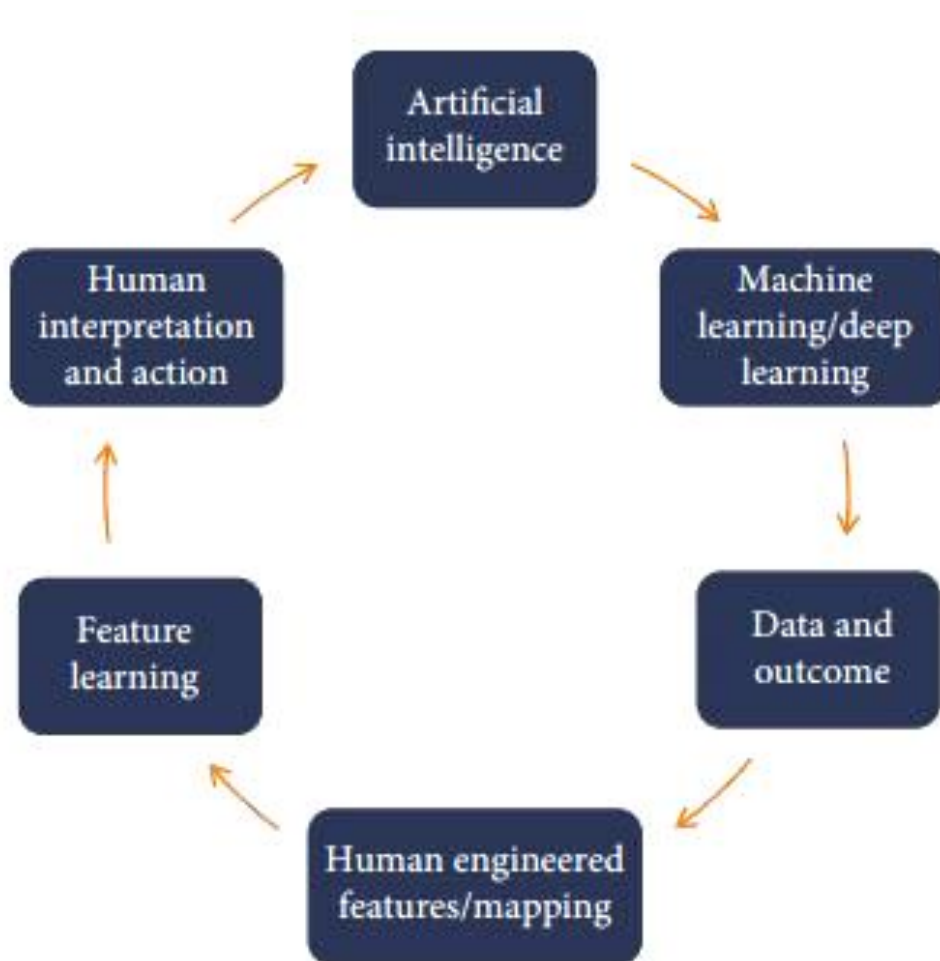 Artificial
intelligence
Machine
learning/deep
learning
Data and
outcome
Human engineered
features/mapping
Feature
learning
Human
interpretation
and action